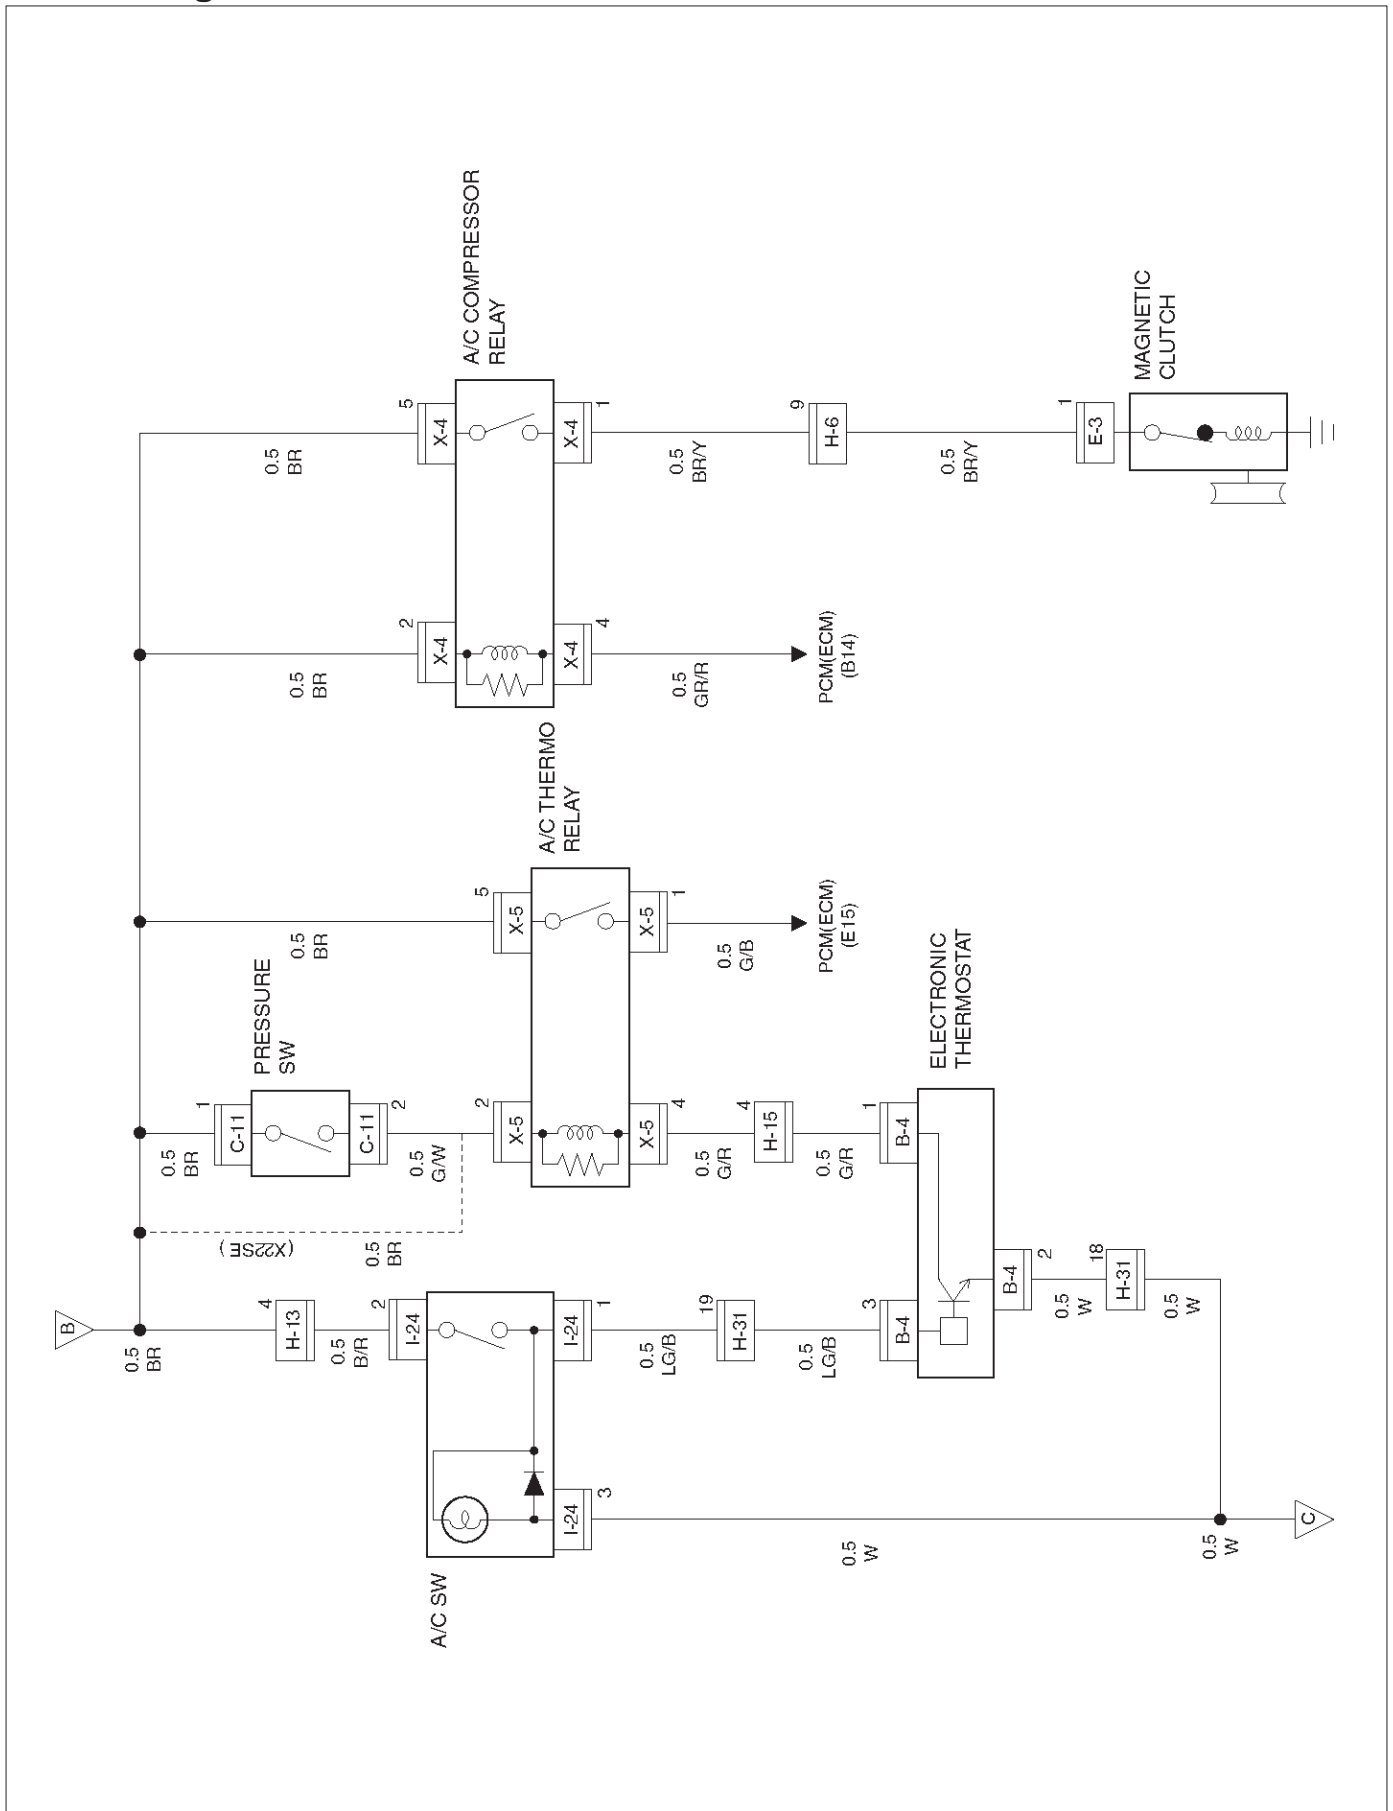 g
B
0.5
BR
H-13
4
0.5
B/R
I-24
2
A/C SW
I-24
1
I-24
3
0.5
LG/B
H-31
19
0.5
LG/B
B-4
3
0.5
W
(X22SE)
0.5
BR
0.5
BR
C-11
1
PRESSURE
SW
C-11
2
0.5
G/W
X-5
2
X-5
4
0.5
G/R
H-15
4
0.5
G/R
B-4
1
ELECTRONIC
THERMOSTAT
B-4
2
0.5
W
H-31
18
0.5
W
0.5
W
C
0.5
BR
X-5
5
A/C THERMO
RELAY
X-5
1
0.5
G/B
PCM(ECM)
(E15)
0.5
BR
X-4
2
X-4
4
0.5
GR/R
PCM(ECM)
(B14)
0.5
BR
X-4
5
A/C COMPRESSOR
RELAY
X-4
1
0.5
BR/Y
H-6
9
0.5
BR/Y
E-3
1
MAGNETIC
CLUTCH